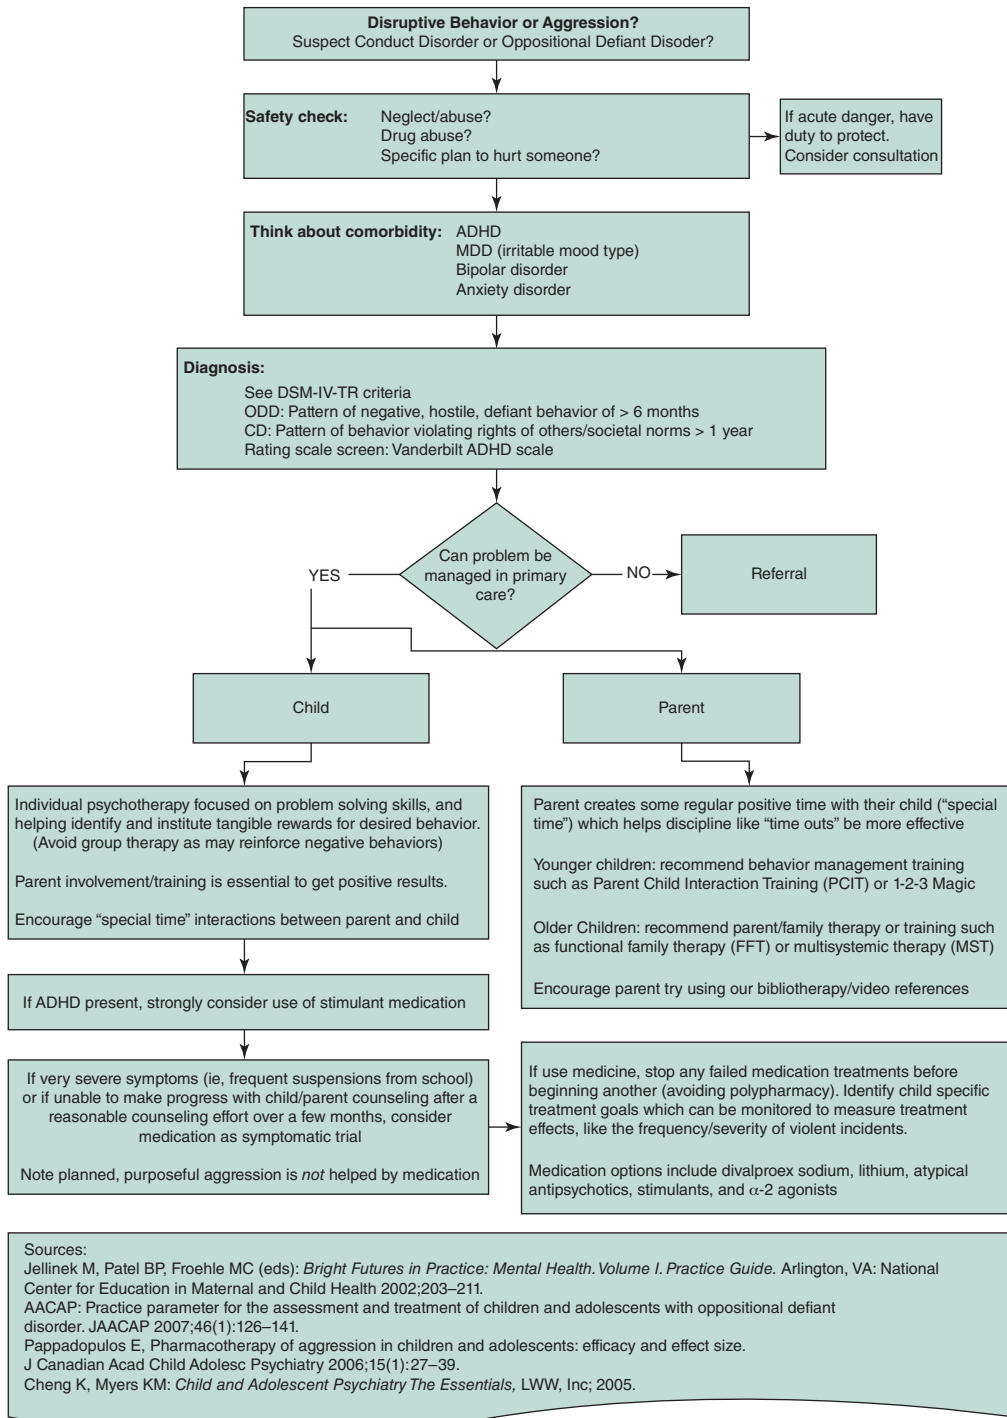 Disruptive Behavior or Aggression?
Suspect Conduct Disorder or Oppositional Defiant Disoder?
Safety check: Neglect/abuse?
Drug abuse?
Specific plan to hurt someone?
If acute danger, have
duty to protect.
Consider consultation
Think about comorbidity: ADHD
MDD (irritable mood type)
Bipolar disorder
Anxiety disorder
Diagnosis:
See DSM-IV-TR criteria
ODD: Pattern of negative, hostile, defiant behavior of > 6 months
CD: Pattern of behavior violating rights of others/societal norms > 1 year
Rating scale screen: Vanderbilt ADHD scale
Can problem be
managed in primary
care?
YES
NO
Referral
Child
Parent
Individual psychotherapy focused on problem solving skills, and
helping identify and institute tangible rewards for desired behavior.
(Avoid group therapy as may reinforce negative behaviors)
Parent involvement/training is essential to get positive results.
Encourage “special time” interactions between parent and child
Parent creates some regular positive time with their child (“special
time”) which helps discipline like “time outs” be more effective
Younger children: recommend behavior management training
such as Parent Child Interaction Training (PCIT) or 1-2-3 Magic
Older Children: recommend parent/family therapy or training such
as functional family therapy (FFT) or multisystemic therapy (MST)
Encourage parent try using our bibliotherapy/video references
If ADHD present, strongly consider use of stimulant medication
If very severe symptoms (ie, frequent suspensions from school)
or if unable to make progress with child/parent counseling after a
reasonable counseling effort over a few months, consider
medication as symptomatic trial
Note planned, purposeful aggression is not helped by medication
If use medicine, stop any failed medication treatments before
beginning another (avoiding polypharmacy). Identify child specific
treatment goals which can be monitored to measure treatment
effects, like the frequency/severity of violent incidents.
Medication options include divalproex sodium, lithium, atypical
antipsychotics, stimulants, and α-2 agonists
Sources:
Jellinek M, Patel BP, Froehle MC (eds): Bright Futures in Practice: Mental Health. Volume I. Practice Guide. Arlington, VA: National
Center for Education in Maternal and Child Health 2002;203–211.
AACAP: Practice parameter for the assessment and treatment of children and adolescents with oppositional defiant
disorder. JAACAP 2007;46(1):126–141.
Pappadopulos E, Pharmacotherapy of aggression in children and adolescents: efficacy and effect size.
J Canadian Acad Child Adolesc Psychiatry 2006;15(1):27–39.
Cheng K, Myers KM: Child and Adolescent Psychiatry The Essentials, LWW, Inc; 2005.